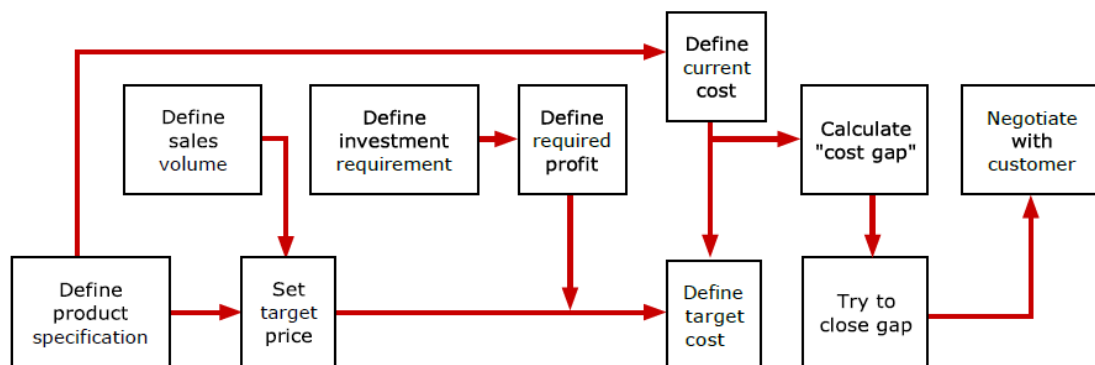 Define
current
cost
Define
sales
volume
Define
investment
requirement
Define
required
profit
Calculate
"cost gap"
Negotiate
with
customer
Define
product
specification
Set
target
price
Define
target
cost
Try to
close gap